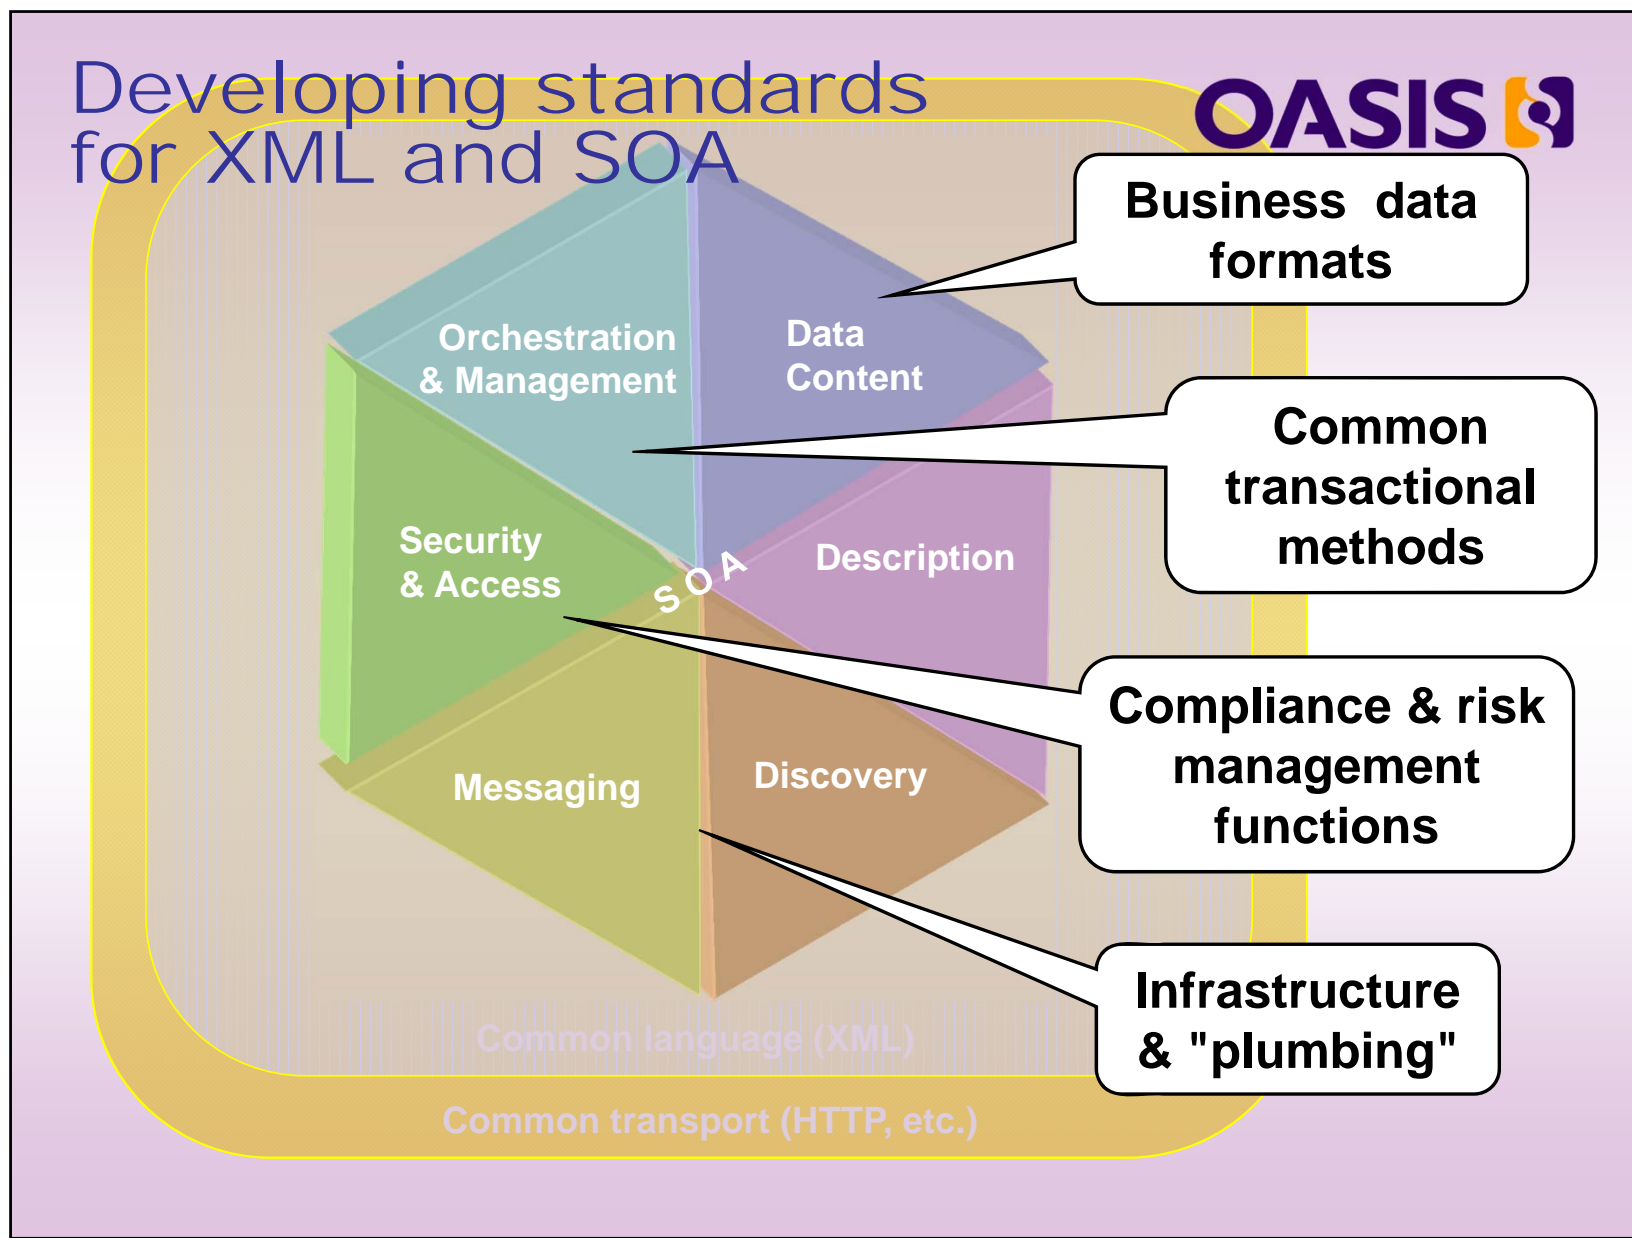 Developing standards
for XML and SOA
OASIS
Business data
formats
Orchestration
& Management
Data
Content
Common
transactional
methods
Security
& Access
SOA
Description
Compliance & risk
management
functions
Messaging
Discovery
Infrastructure
& "plumbing"
Common language (XML)
Common transport (HTTP, etc.)